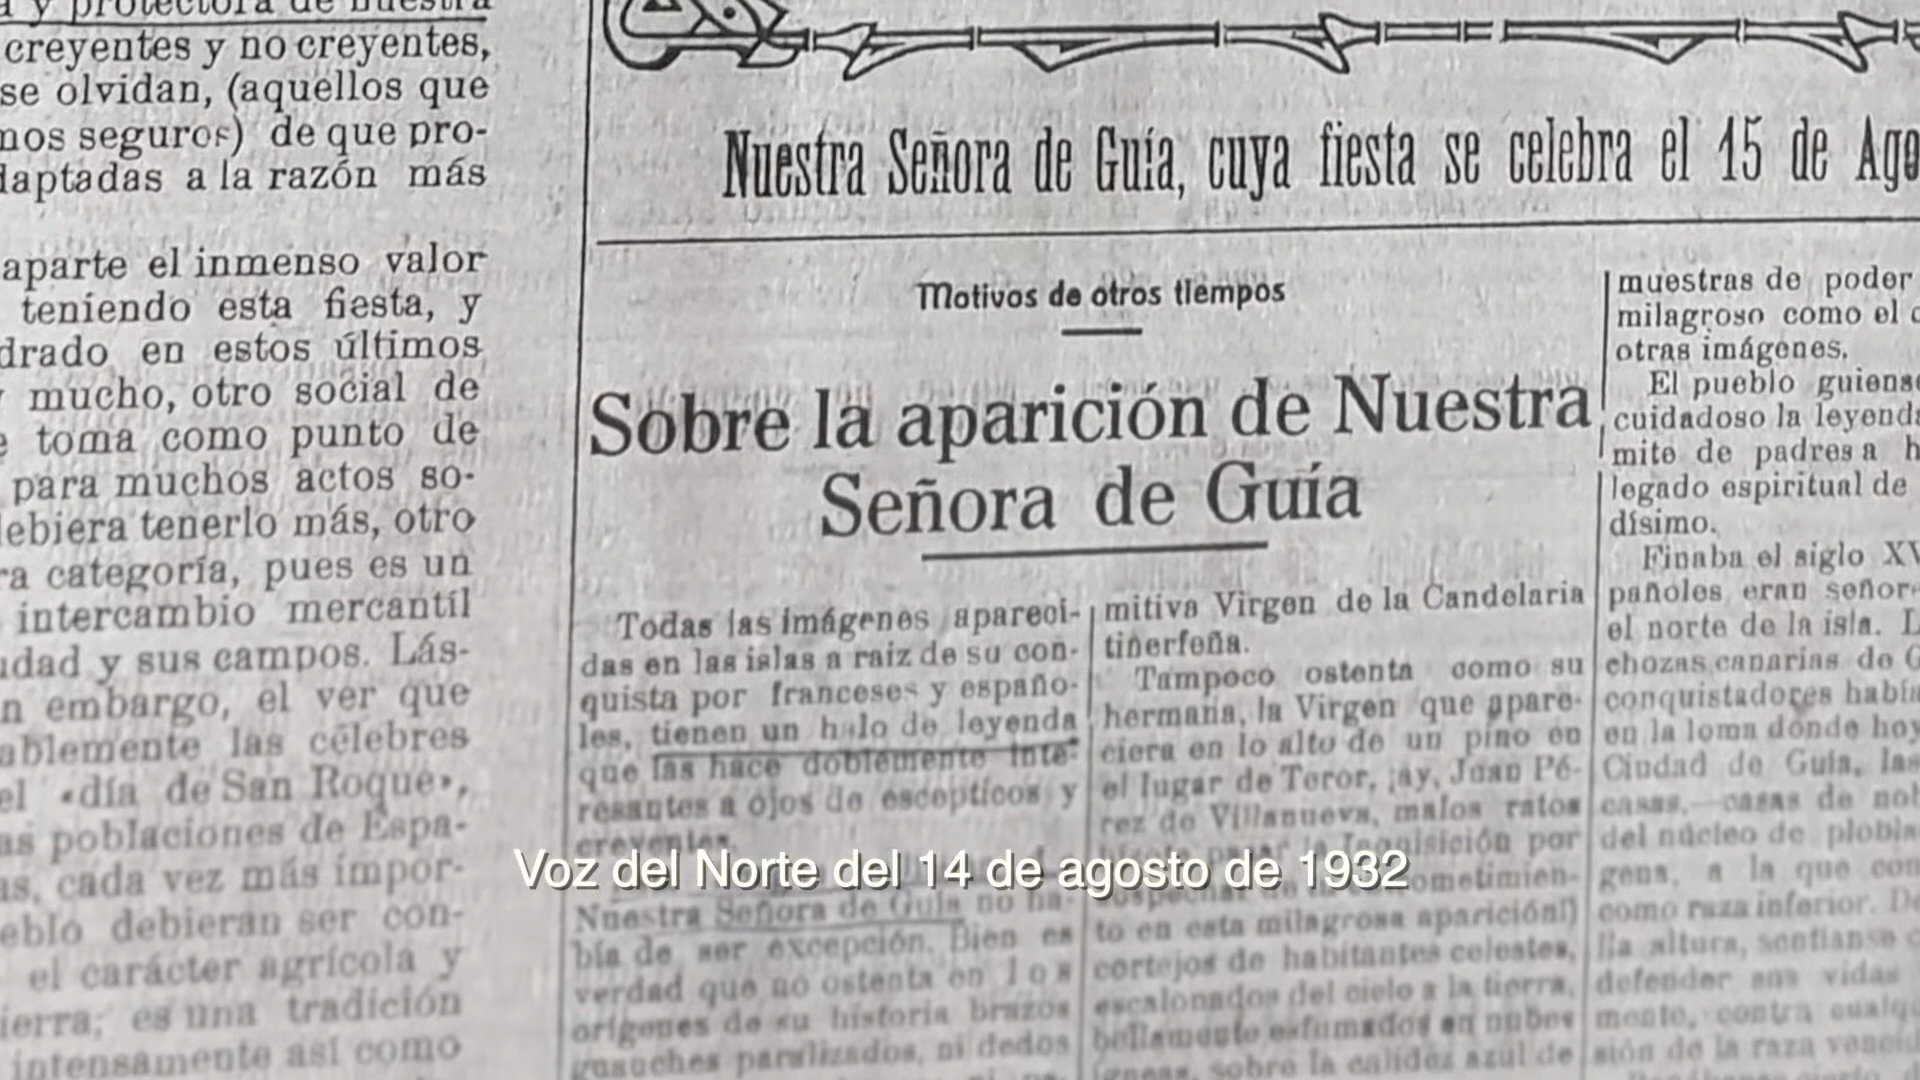 y protectora de nuestra
creyentes y no creyentes,
se olvidan, (aquellos que
mos seguros) de que pro-
daptadas a la razón más
aparte el inmenso valor
teniendo esta fiesta, y
drado en estos últimos
mucho, otro social de
toma como punto de
para muchos actos so-
lebiera tenerlo más, otro
ra categoría, pues es un
intercambio mercantil
udad y sus campos. Lás-
n embargo, el ver que
ablemente las célebres
el «día de San Roque»,
as poblaciones de Espa-
as, cada vez más impor-
eblo debieran ser con-
el carácter agrícola y
ierra; es una tradición
intensamente así como
Nuestra Señora de Guía, cuya fiesta se celebra el 15 de Ago
Motivos de otros tiempos
Sobre la aparición de Nuestra
Señora de Guía
Todas las imágenes apareci-
das en las islas a raiz de su con-
quista por franceses y españo-
les, tienen un halo de leyenda
que las hace doblemente inte-
resantes a ojos de escepticos y
creyentes.
Nuestra Señora de Guía no ha-
bía de ser excepción. Bien es
verdad que no ostenta en los
orígenes de su historia brazos
guanches paralizados, ni dedos
mitiva Virgen de la Candelaria
tinerfeña.
Tampoco ostenta como su
hermana, la Virgen que apare-
ciera en lo alto de un pino en
el lugar de Teror, ¡ay, Juan Pé-
rez de Villanueva, malos ratos
pasar a Inquisición por
ometimien-
to en esta milagrosa aparición!)
cortejos de habitantes celestes,
escalonados del cielo a la tierra,
bellamente esfumados en nubes
ígneas, sobre la calidez azul de
muestras de poder
milagroso como el
otras imágenes.
El pueblo guiense
cuidadoso la leyenda
mite de padres a h
legado espiritual de
dísimo.
Finaba el siglo XV
pañoles eran señor
el norte de la isla. L
chozas canarias de G
conquistadores había
en la loma donde hoy
Ciudad de Guía, las
casas,—casas de nob
del núcleo de plobla
gena, a la que con
como raza inferior. De
la altura, sentianse
defender sus vidas
mente, contra cualqu
sión de la raza vencid
Voz del Norte del 14 de agosto de 1932